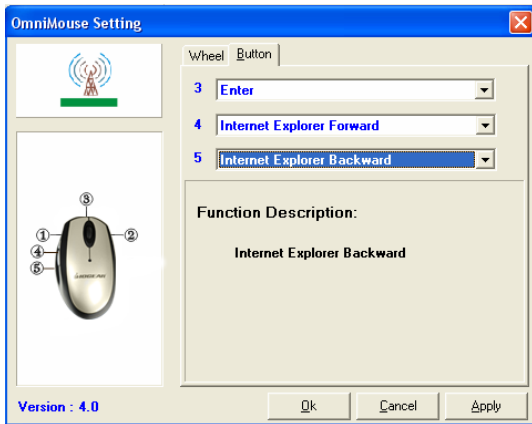 OmniMouse Setting
Wheel Button
3 Enter
4 Internet Explorer Forward
5 Internet Explorer Backward
Function Description:
Internet Explorer Backward
③
① ②
④
⑤
Version : 4.0
Ok Cancel Apply